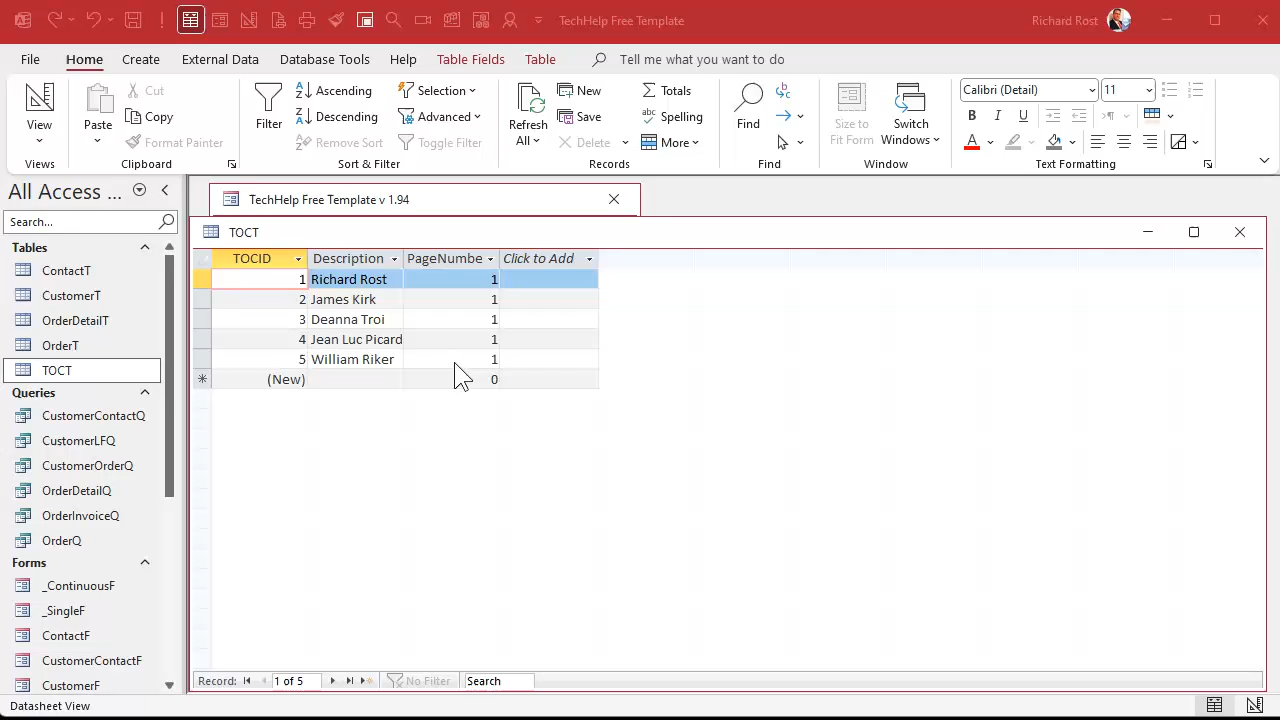 TechHelp Free Template
Richard Rost
File Home Create External Data Database Tools Help Table Fields Table Tell me what you want to do
View
Views
Paste
Cut
Copy
Format Painter
Clipboard
Filter
Ascending
Descending
Remove Sort
Selection
Advanced
Toggle Filter
Sort & Filter
Refresh
All
New
Save
Delete
Totals
Spelling
More
Records
Find
Find
Size to
Fit Form
Switch
Windows
Window
Calibri (Detail) 11
B I U
A
Text Formatting
All Access ...
Search...
Tables
ContactT
CustomerT
OrderDetailT
OrderT
TOCT
Queries
CustomerContactQ
CustomerLFQ
CustomerOrderQ
OrderDetailQ
OrderInvoiceQ
OrderQ
Forms
_ContinuousF
_SingleF
ContactF
CustomerContactF
CustomerF
TechHelp Free Template v 1.94
TOCT
TOCID Description PageNumbe Click to Add
1 Richard Rost 1
2 James Kirk 1
3 Deanna Troi 1
4 Jean Luc Picard 1
5 William Riker 1
(New) 0
Record: 1 of 5 No Filter Search
Datasheet View